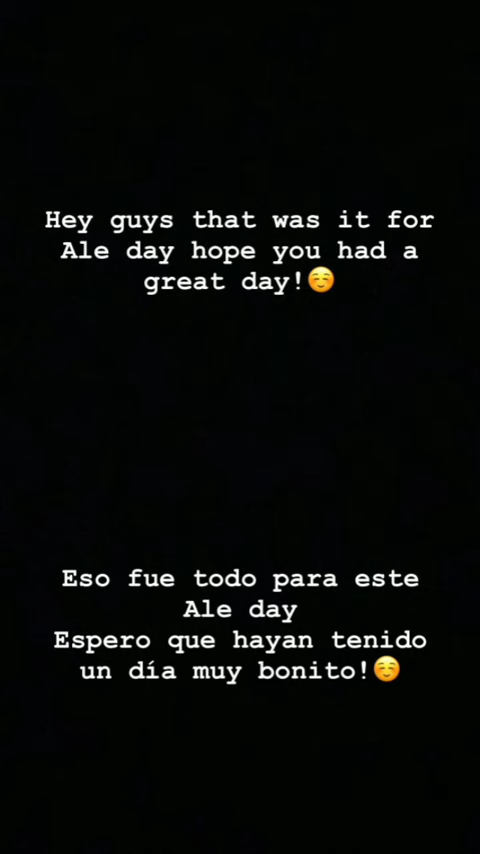 Hey guys that was it for
Ale day hope you had a
great day!☺️
Eso fue todo para este
Ale day
Espero que hayan tenido
un día muy bonito!☺️